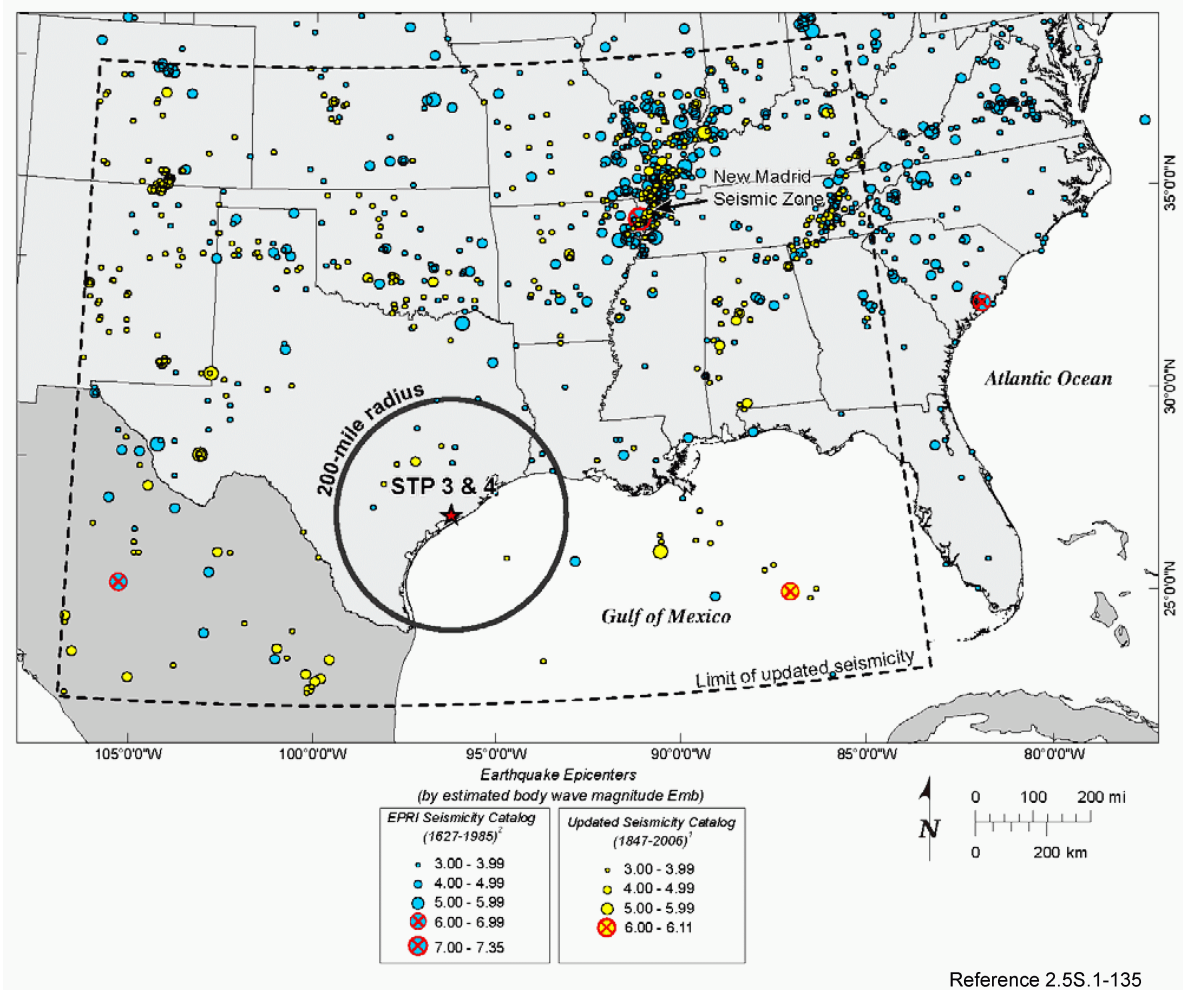 New Madrid
Seismic Zone
35°0'0"N
Atlantic Ocean
30°0'0"N
200-mile radius
STP 3 & 4
25°0'0"N
Gulf of Mexico
Limit of updated seismicity
105°0'0"W
100°0'0"W
95°0'0"W
90°0'0"W
85°0'0"W
80°0'0"W
Earthquake Epicenters
(by estimated body wave magnitude Emb)
EPRI Seismicity Catalog
(1627-1985)²
3.00 - 3.99
4.00 - 4.99
5.00 - 5.99
6.00 - 6.99
7.00 - 7.35
Updated Seismicity Catalog
(1847-2006)¹
3.00 - 3.99
4.00 - 4.99
5.00 - 5.99
6.00 - 6.11
N
0 100 200 mi
0 200 km
Reference 2.5S.1-135